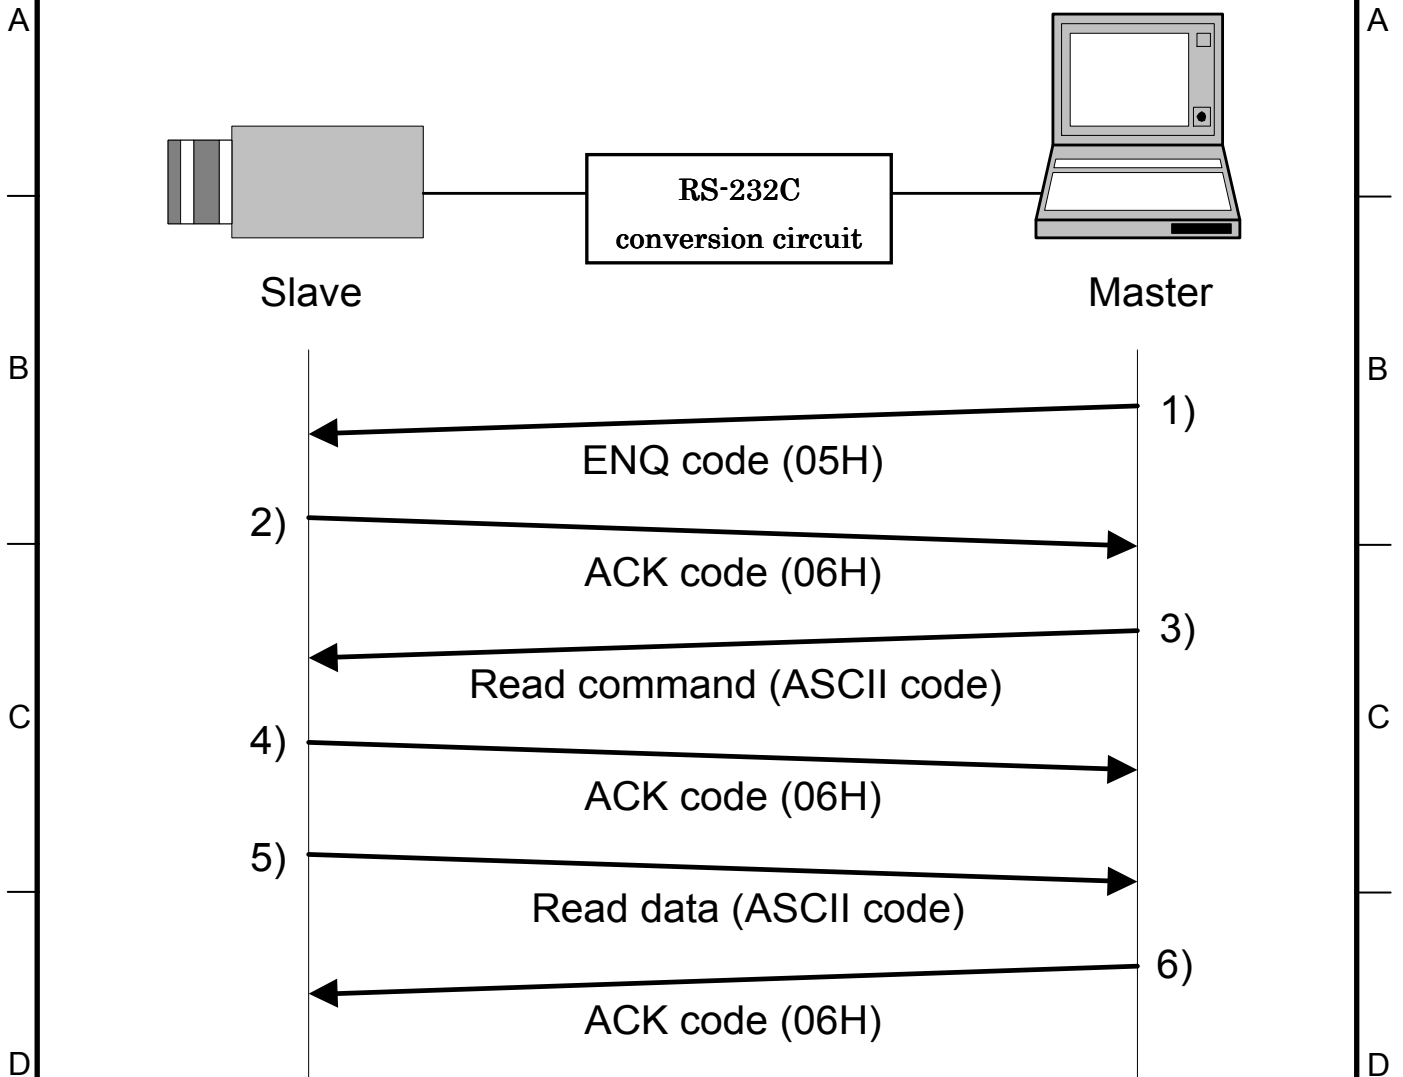 A
A
RS-232C
conversion circuit
Slave
Master
B
B
1)
ENQ code (05H)
2)
ACK code (06H)
3)
Read command (ASCII code)
C
C
4)
ACK code (06H)
5)
Read data (ASCII code)
6)
ACK code (06H)
D
D